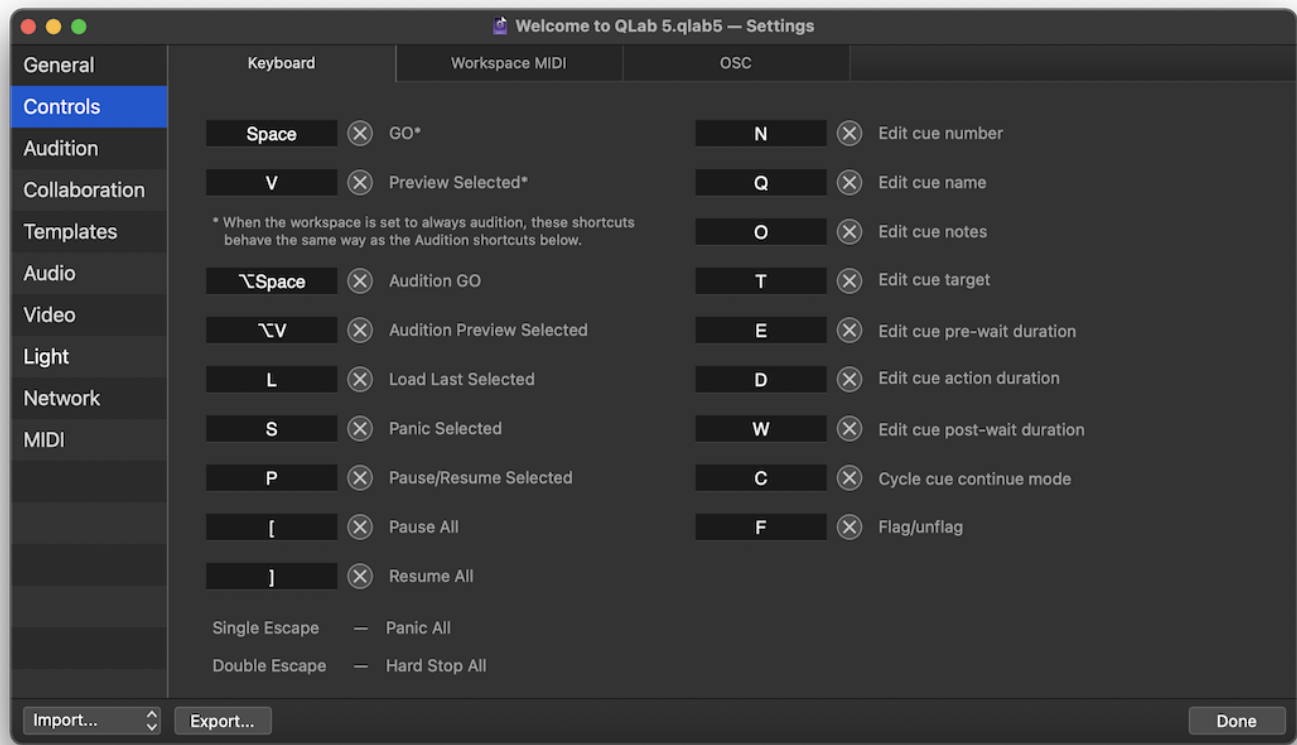 Welcome to QLab 5.qlab5 — Settings
General
Controls
Audition
Collaboration
Templates
Audio
Video
Light
Network
MIDI
Keyboard
Workspace MIDI
OSC
Space GO*
V Preview Selected*
* When the workspace is set to always audition, these shortcuts
behave the same way as the Audition shortcuts below.
⌥Space Audition GO
⌥V Audition Preview Selected
L Load Last Selected
S Panic Selected
P Pause/Resume Selected
[ Pause All
] Resume All
Single Escape — Panic All
Double Escape — Hard Stop All
N Edit cue number
Q Edit cue name
O Edit cue notes
T Edit cue target
E Edit cue pre-wait duration
D Edit cue action duration
W Edit cue post-wait duration
C Cycle cue continue mode
F Flag/unflag
Import...
Export...
Done